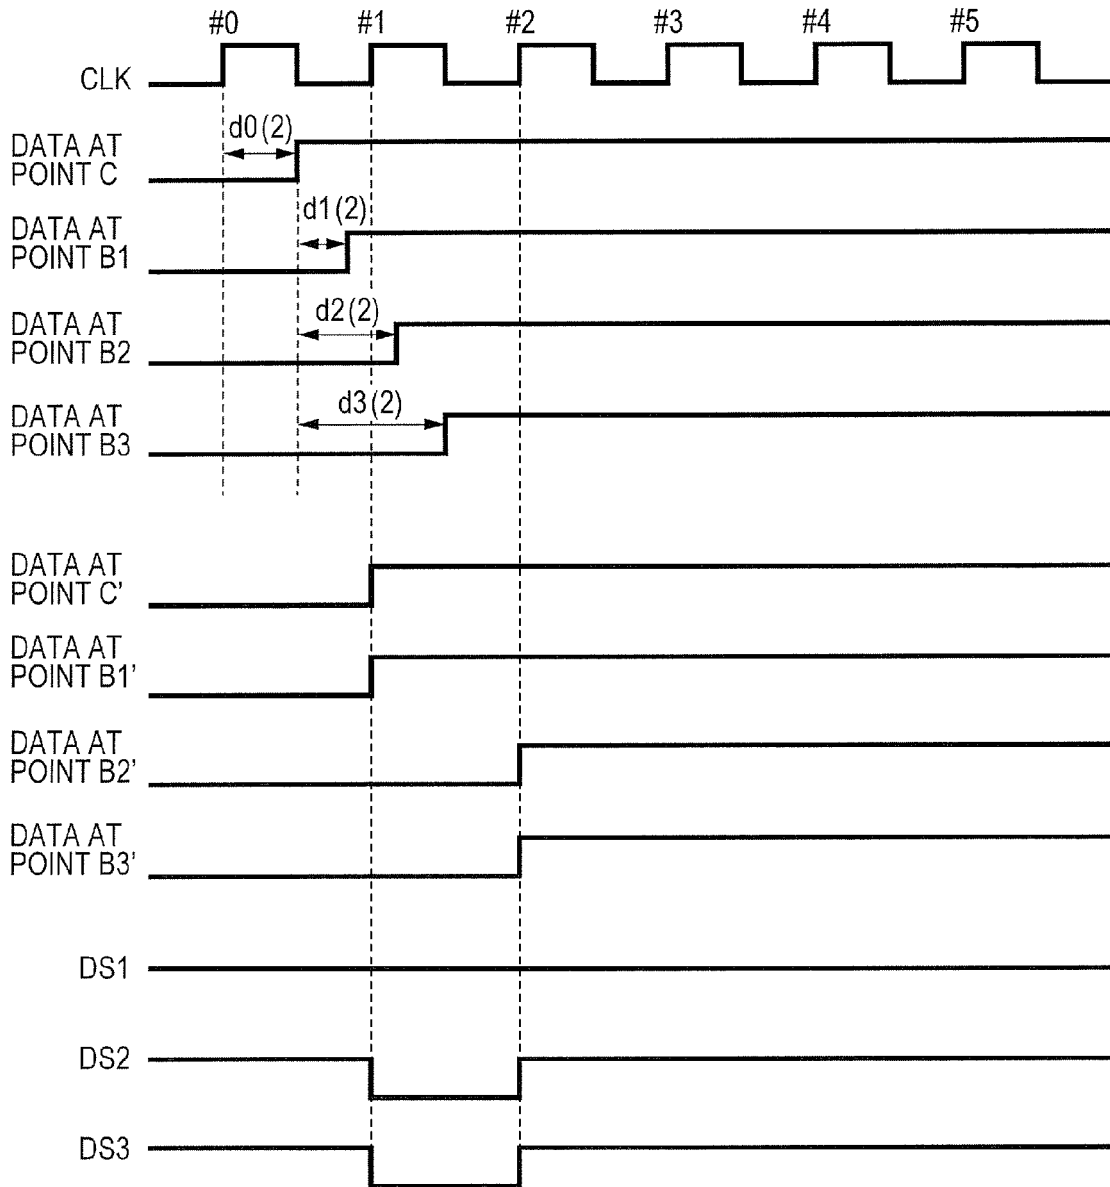 #0 #1 #2 #3 #4 #5
CLK
d0(2)
DATA AT
POINT C
d1(2)
DATA AT
POINT B1
d2(2)
DATA AT
POINT B2
d3(2)
DATA AT
POINT B3
DATA AT
POINT C'
DATA AT
POINT B1'
DATA AT
POINT B2'
DATA AT
POINT B3'
DS1
DS2
DS3